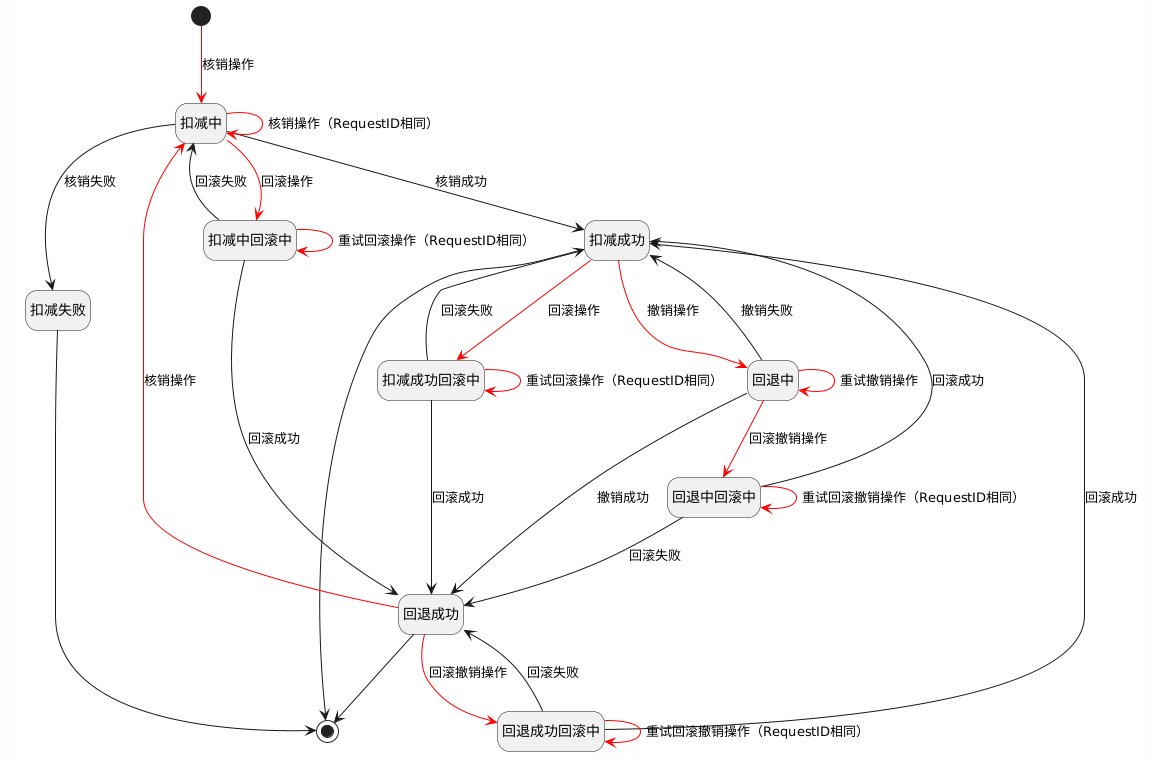 核销操作
扣减中
核销操作（RequestID相同）
核销失败
回滚失败
回滚操作
核销成功
扣减中回滚中
重试回滚操作（RequestID相同）
扣减成功
扣减失败
回滚失败
回滚操作
撤销操作
撤销失败
核销操作
扣减成功回滚中
重试回滚操作（RequestID相同）
回退中
重试撤销操作
回滚成功
回滚成功
回滚撤销操作
回滚成功
撤销成功
回退中回滚中
重试回滚撤销操作（RequestID相同）
回滚成功
回滚失败
回退成功
回滚撤销操作
回滚失败
回退成功回滚中
重试回滚撤销操作（RequestID相同）